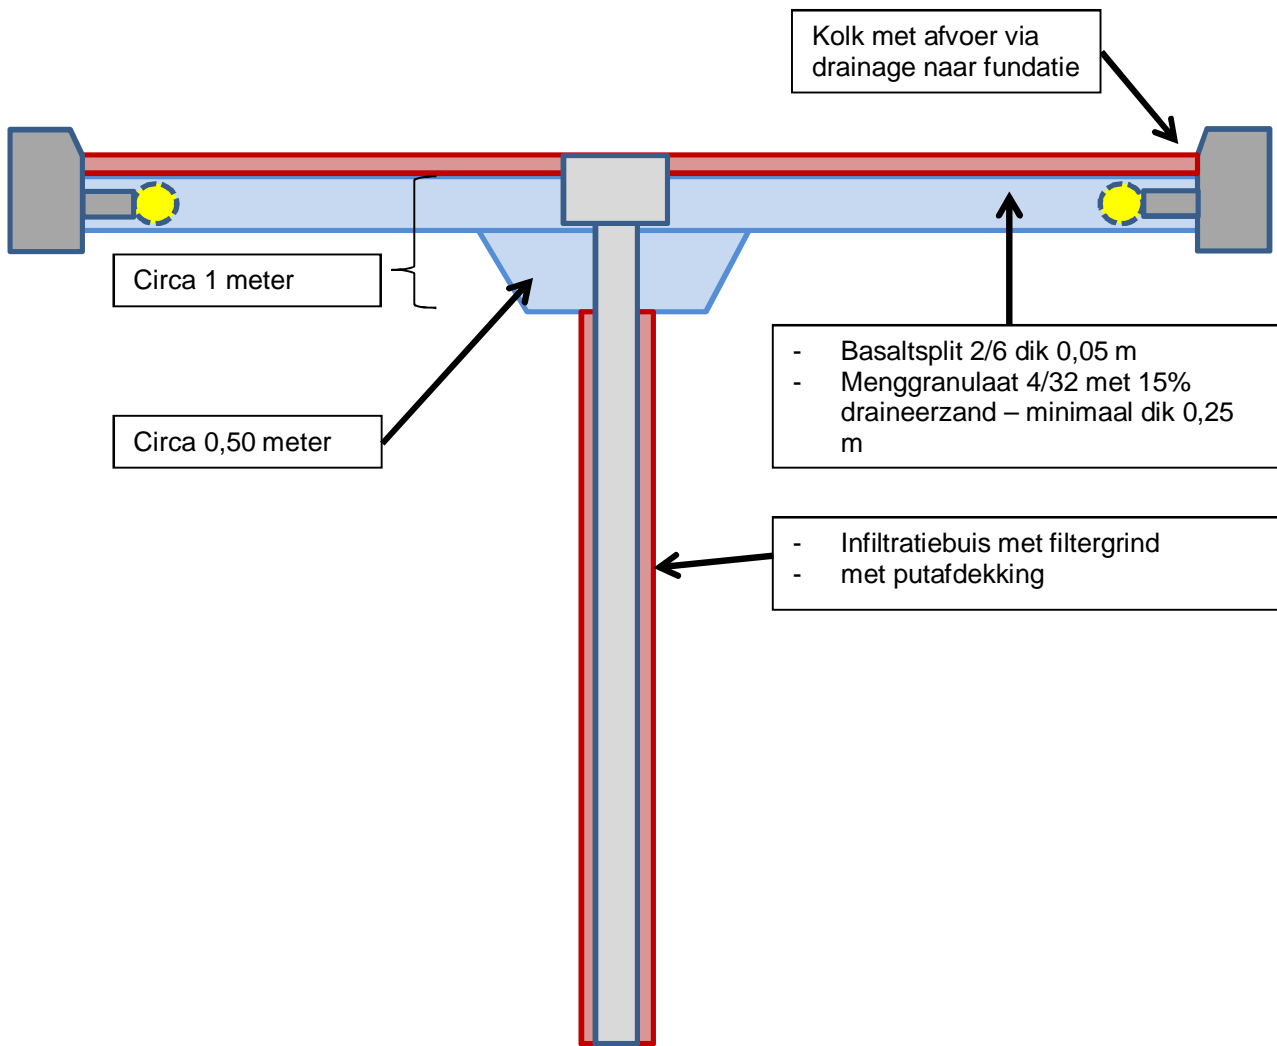 Kolk met afvoer via
drainage naar fundatie
Circa 1 meter
- Basaltsplit 2/6 dik 0,05 m
- Menggranulaat 4/32 met 15%
draineerzand – minimaal dik 0,25
m
Circa 0,50 meter
- Infiltratiebuis met filtergrind
- met putafdekking